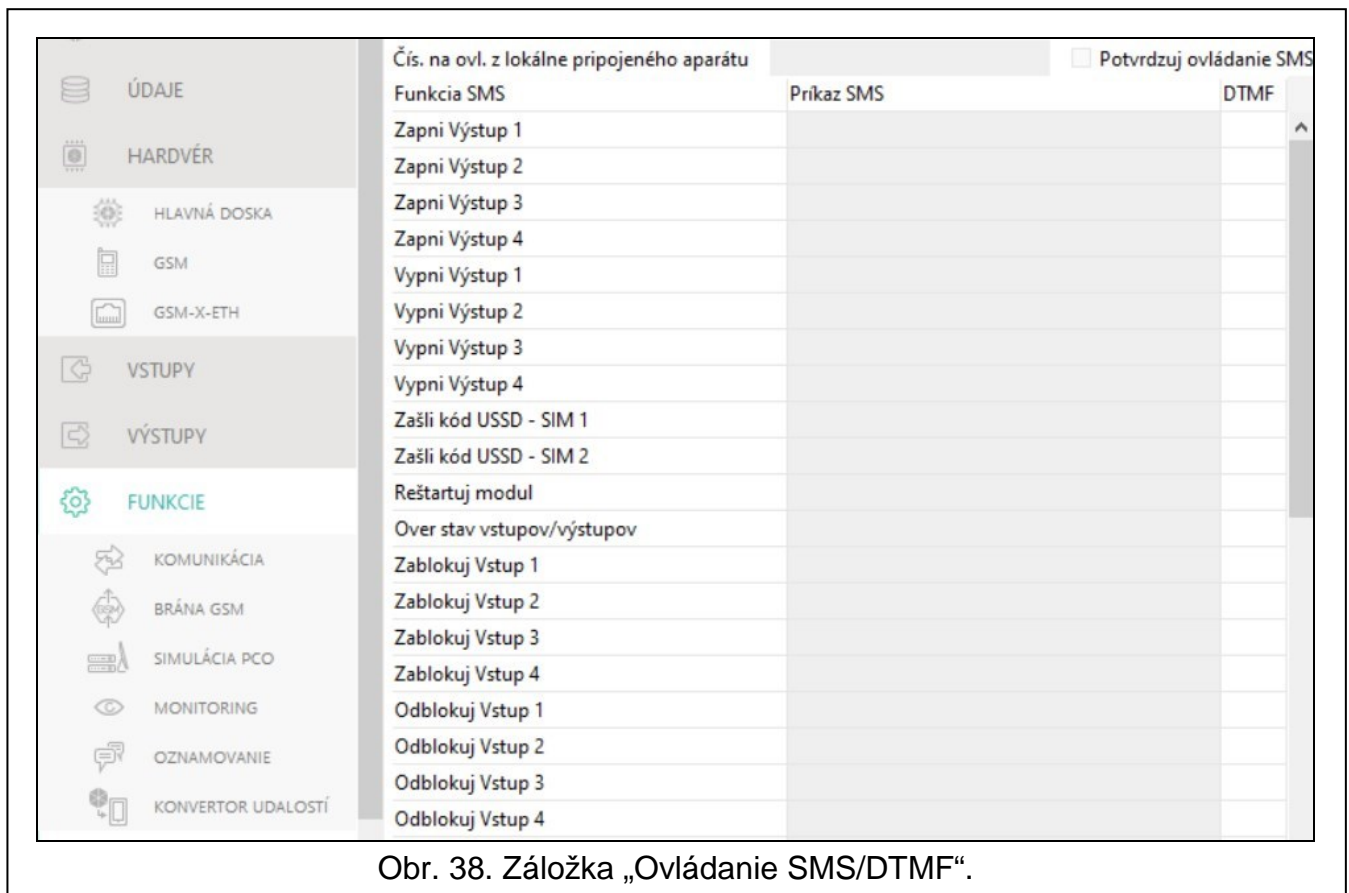 Čís. na ovl. z lokálne pripojeného aparátu Potvrdzuj ovládanie SMS
Funkcia SMS Príkaz SMS DTMF
Zapni Výstup 1
Zapni Výstup 2
Zapni Výstup 3
Zapni Výstup 4
Vypni Výstup 1
Vypni Výstup 2
Vypni Výstup 3
Vypni Výstup 4
Zašli kód USSD - SIM 1
Zašli kód USSD - SIM 2
Reštartuj modul
Over stav vstupov/výstupov
Zablokuj Vstup 1
Zablokuj Vstup 2
Zablokuj Vstup 3
Zablokuj Vstup 4
Odblokuj Vstup 1
Odblokuj Vstup 2
Odblokuj Vstup 3
Odblokuj Vstup 4
ÚDAJE
HARDVÉR
HLAVNÁ DOSKA
GSM
GSM-X-ETH
VSTUPY
VÝSTUPY
FUNKCIE
KOMUNIKÁCIA
GSM
BRÁNA GSM
SIMULÁCIA PCO
MONITORING
OZNAMOVANIE
KONVERTOR UDALOSTÍ
Obr. 38. Záložka „Ovládanie SMS/DTMF“.